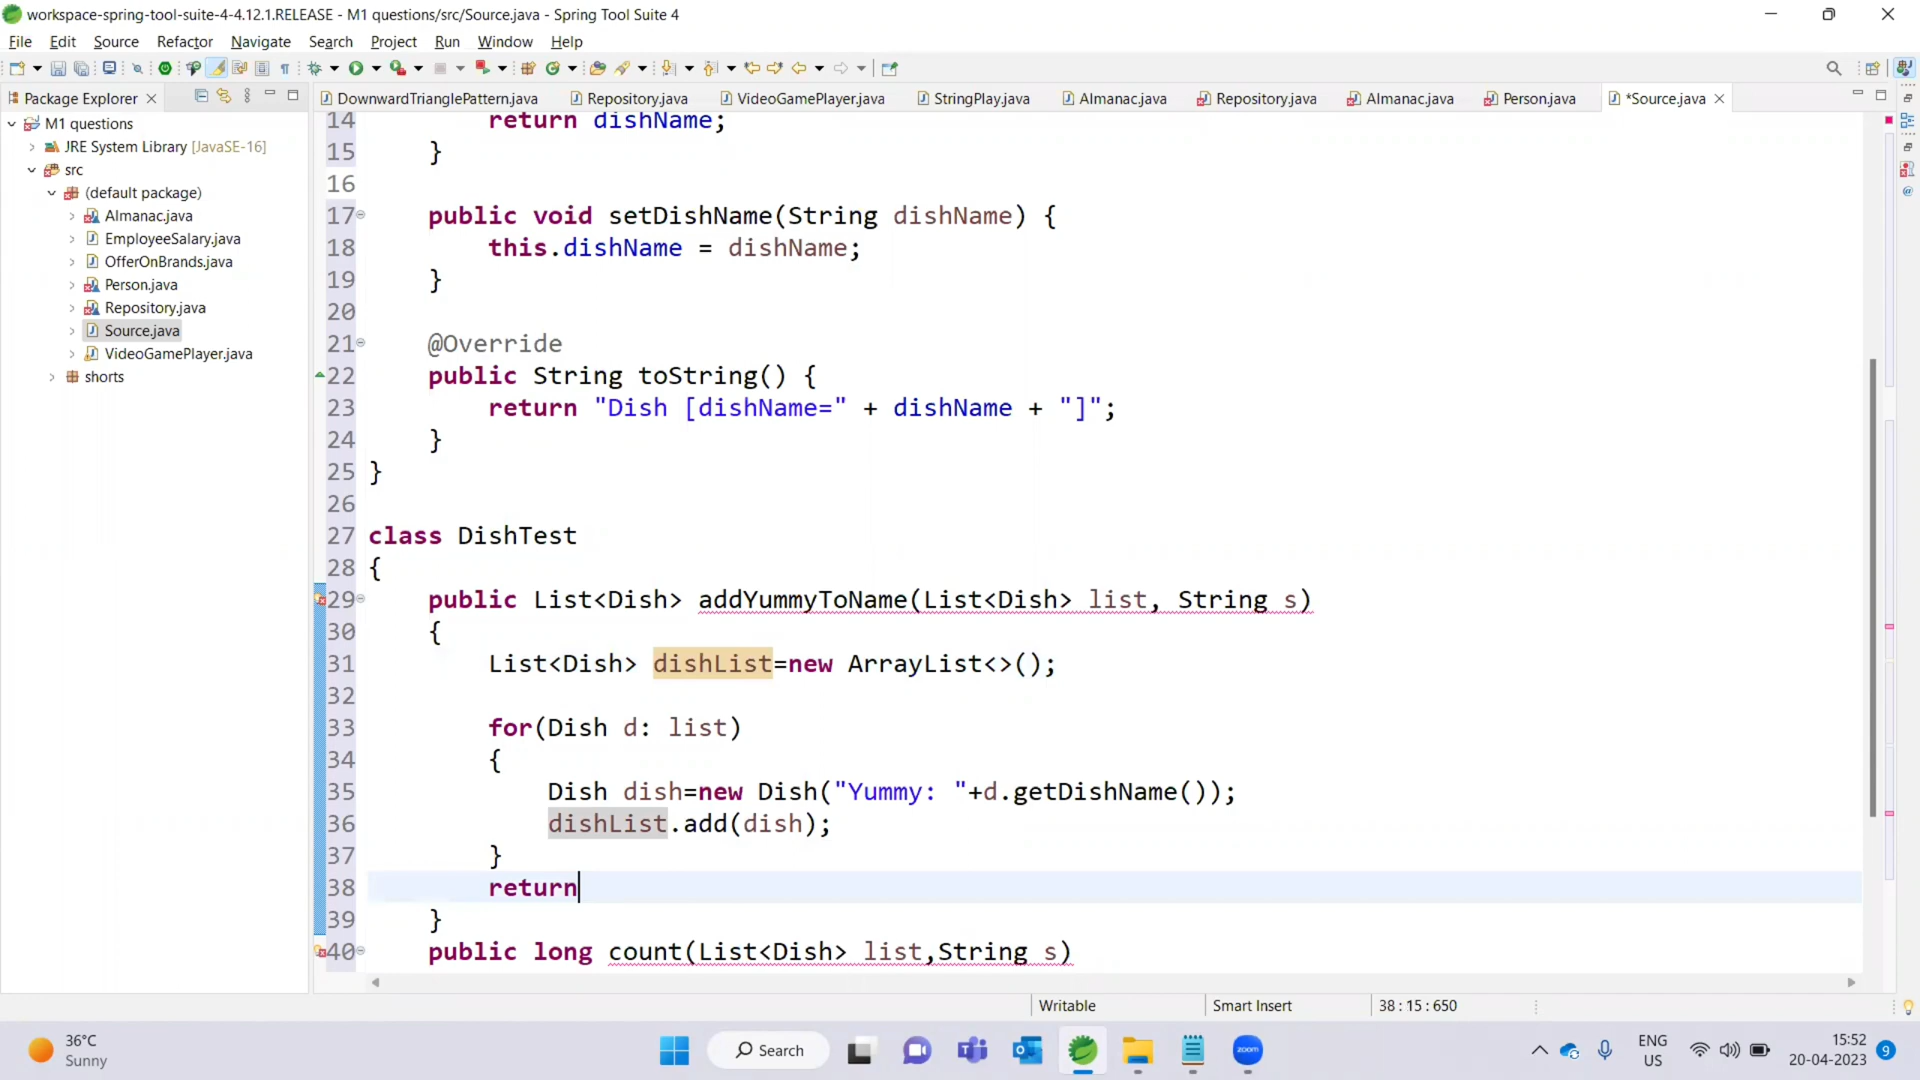 workspace-spring-tool-suite-4-4.12.1.RELEASE - M1 questions/src/Source.java - Spring Tool Suite 4
File Edit Source Refactor Navigate Search Project Run Window Help
Package Explorer
DownwardTrianglePattern.java Repository.java VideoGamePlayer.java StringPlay.java Almanac.java Repository.java Almanac.java Person.java *Source.java
M1 questions
JRE System Library [JavaSE-16]
src
(default package)
Almanac.java
EmployeeSalary.java
OfferOnBrands.java
Person.java
Repository.java
Source.java
VideoGamePlayer.java
shorts
14 return dishName;
15 }
16
17 public void setDishName(String dishName) {
18 this.dishName = dishName;
19 }
20
21 @Override
22 public String toString() {
23 return "Dish [dishName=" + dishName + "]";
24 }
25 }
26
27 class DishTest
28 {
29 public List<Dish> addYummyToName(List<Dish> list, String s)
30 {
31 List<Dish> dishList=new ArrayList<>();
32
33 for(Dish d: list)
34 {
35 Dish dish=new Dish("Yummy: "+d.getDishName());
36 dishList.add(dish);
37 }
38 return
39 }
40 public long count(List<Dish> list,String s)
Writable Smart Insert 38 : 15 : 650
36°C
Sunny
Search
zoom
ENG
US
15:52
20-04-2023
9